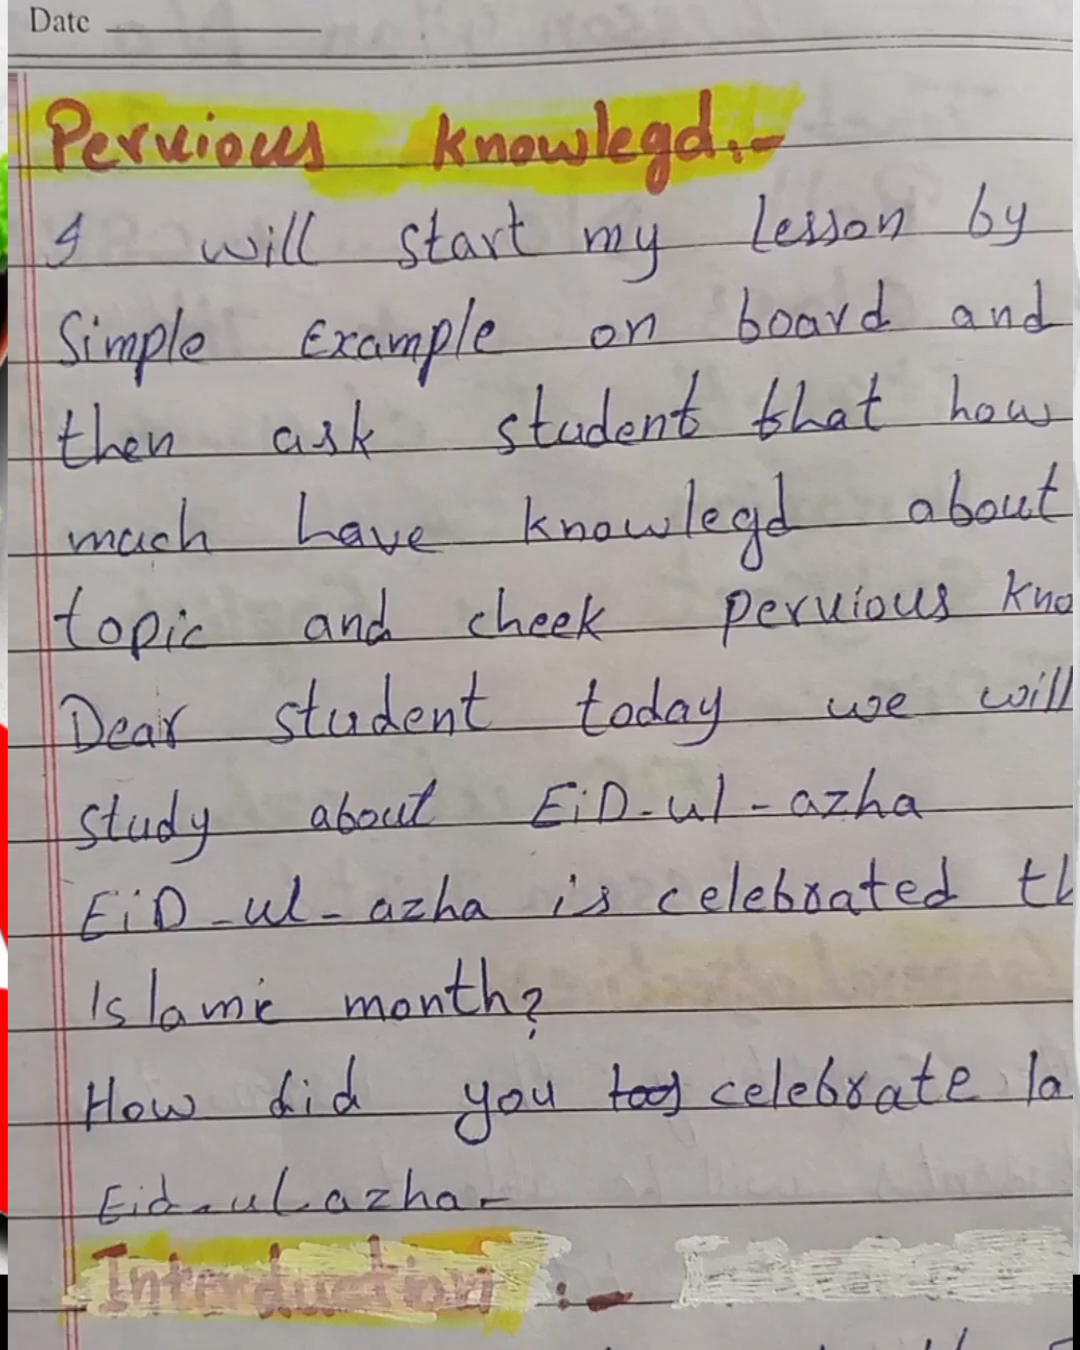 Date
Pervious knowlegd:-
I will start my lesson by
Simple Example on board and
then ask student that how
much have knowlegd about
topic and cheek pervious kno
Dear student today we will
study about EiD-ul-azha
EiD-ul-azha is celebrated th
Islamic month?
How did you celebrate la
Eid-ul-azha-
Interduction :-